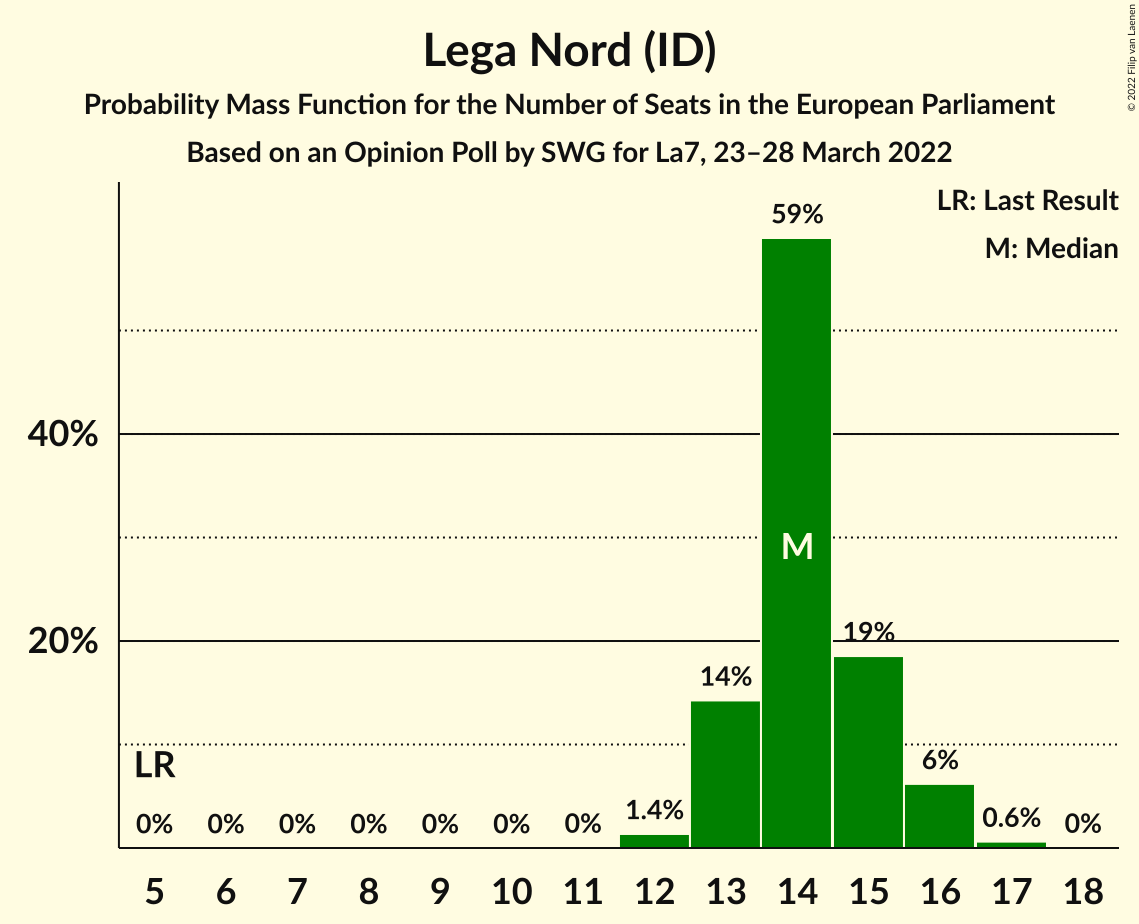 Lega Nord (ID)
Probability Mass Function for the Number of Seats in the European Parliament
Based on an Opinion Poll by SWG for La7, 23–28 March 2022
© 2022 Filip van Laenen
LR: Last Result
M: Median
59%
40%
M
20%
19%
14%
LR
6%
0% 0% 0% 0% 0% 0% 0% 1.4% 0.6% 0%
5 6 7 8 9 10 11 12 13 14 15 16 17 18